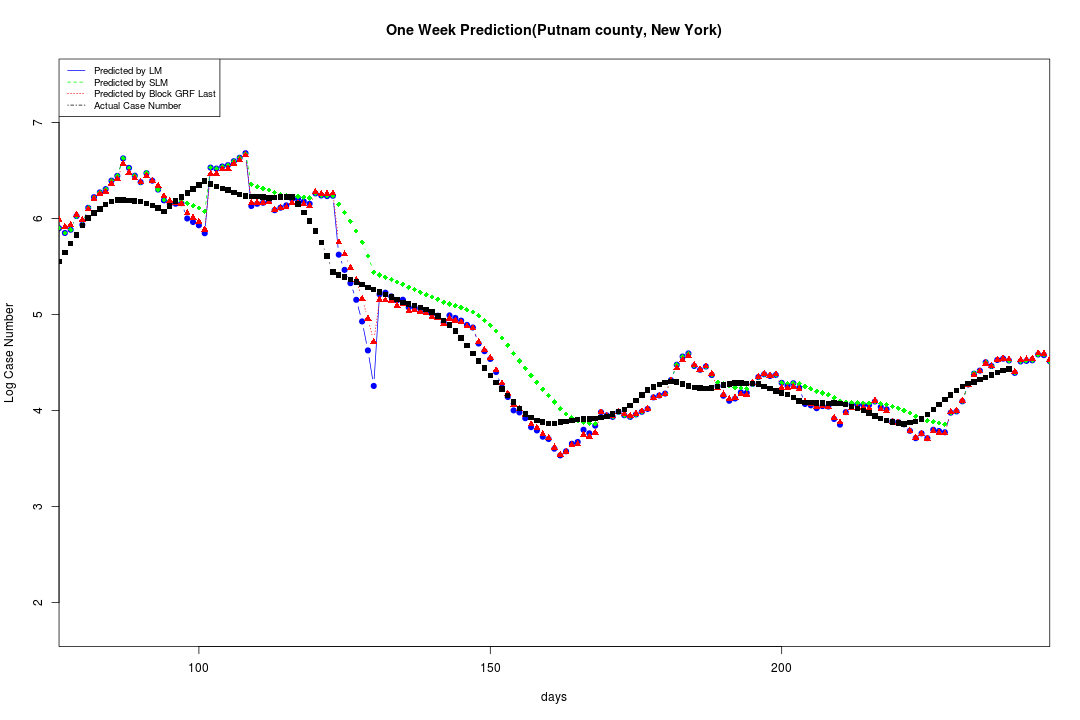 One Week Prediction(Putnam county, New York)
Predicted by LM
Predicted by SLM
Predicted by Block GRF Last
Actual Case Number
7
6
5
4
3
2
Log Case Number
100
150
200
days